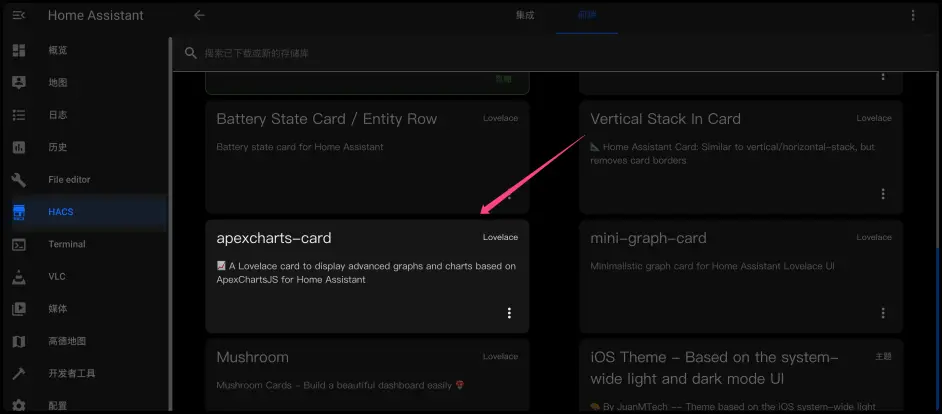 Home Assistant
集成
前端
概览
搜索已下载或新的存储库
地图
日志
Battery State Card / Entity Row
Lovelace
Vertical Stack In Card
Lovelace
历史
Battery state card for Home Assistant
Home Assistant Card: Similar to vertical/horizontal-stack, but
removes card borders
File editor
HACS
apexcharts-card
Lovelace
mini-graph-card
Lovelace
Terminal
A Lovelace card to display advanced graphs and charts based on
ApexChartsJS for Home Assistant
Minimalistic graph card for Home Assistant Lovelace UI
VLC
媒体
高德地图
Mushroom
Lovelace
iOS Theme - Based on the system-
wide light and dark mode UI
主题
开发者工具
Mushroom Cards - Build a beautiful dashboard easily
配置
By JuanMTech -- Theme based on the iOS system-wide light